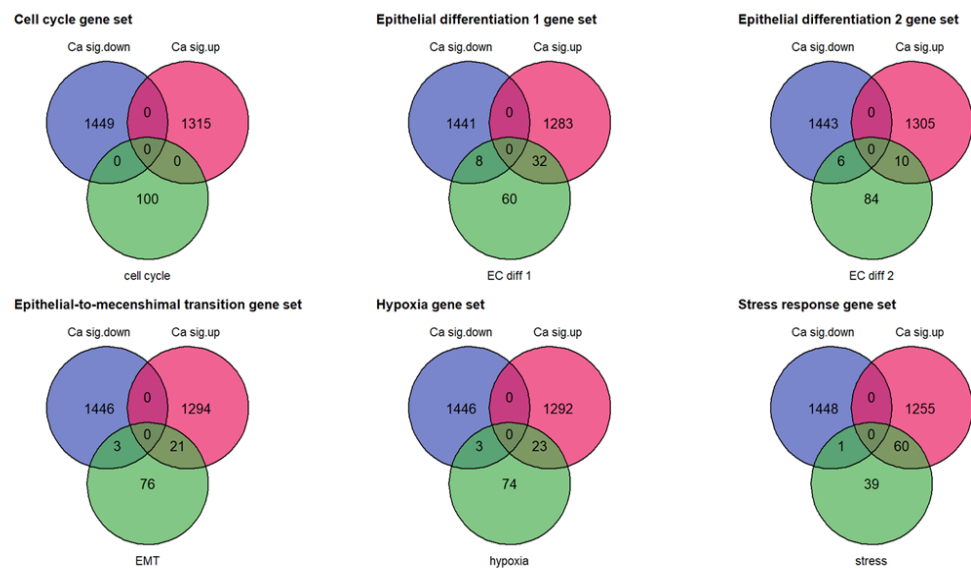 Cell cycle gene set
Epithelial differentiation 1 gene set
Epithelial differentiation 2 gene set
Ca sig.down
Ca sig.up
Ca sig.down
Ca sig.up
Ca sig.down
Ca sig.up
0
0
0
1449
1315
1441
1283
1443
1305
0
0
0
0
0
8
32
6
10
100
60
84
cell cycle
EC diff 1
EC diff 2
Epithelial-to-mecenshimal transition gene set
Hypoxia gene set
Stress response gene set
Ca sig.down
Ca sig.up
Ca sig.down
Ca sig.up
Ca sig.down
Ca sig.up
0
0
0
1446
1294
1446
1292
1448
1255
0
0
0
3
21
3
23
1
60
76
74
39
EMT
hypoxia
stress